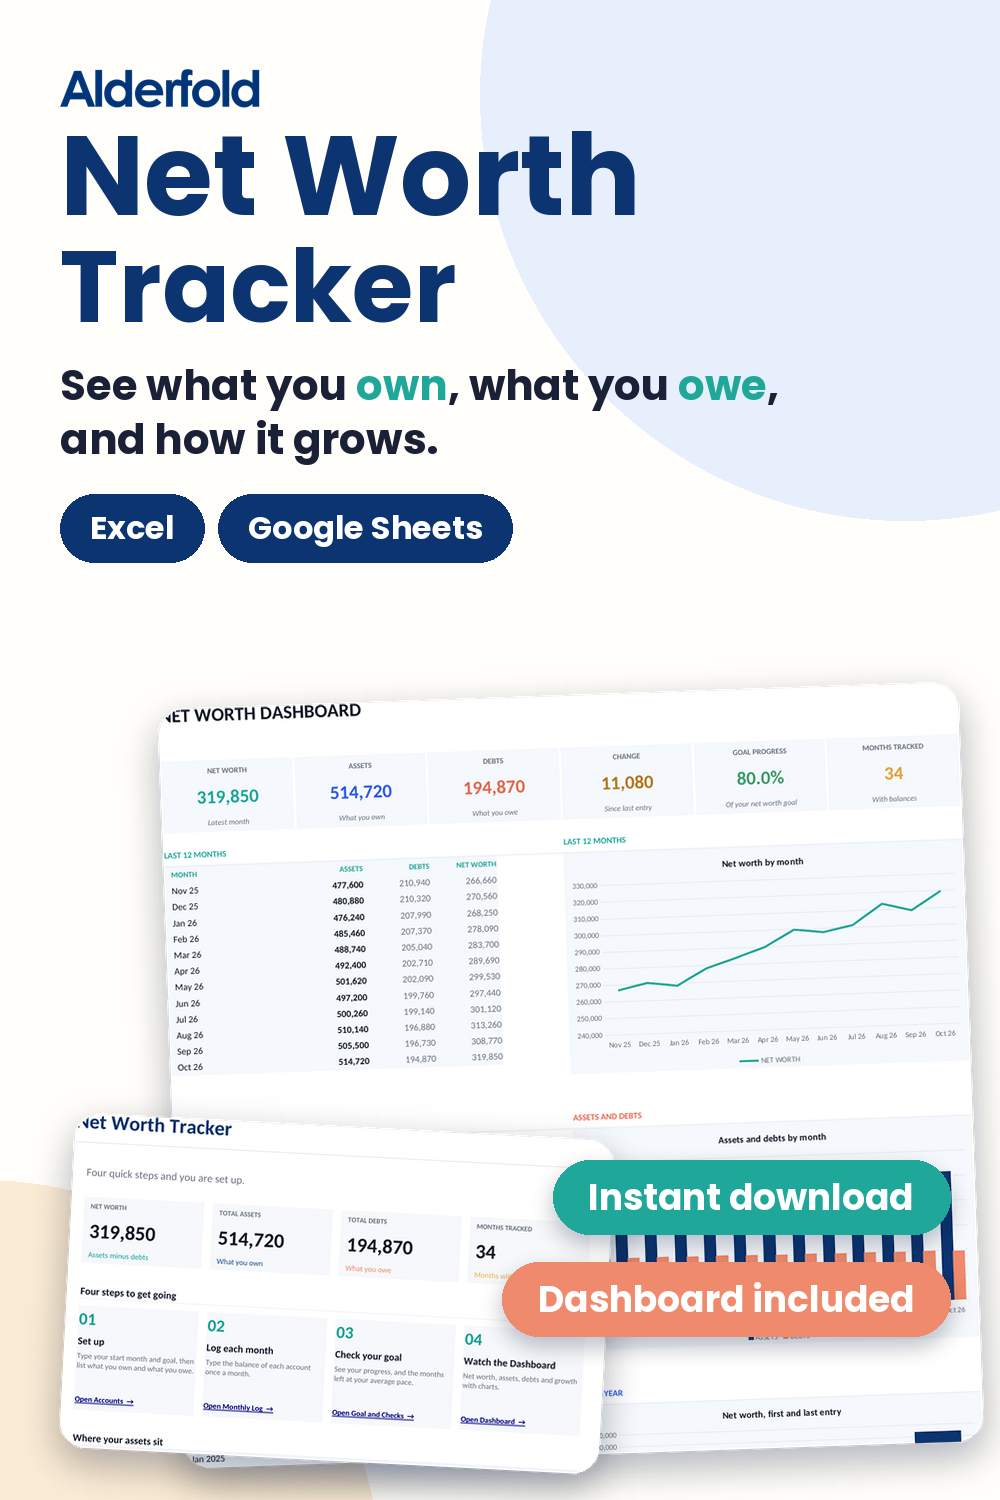 Alderfold
Net Worth
Tracker
See what you own, what you owe,
and how it grows.
Excel
Google Sheets
NET WORTH DASHBOARD
NET WORTH
319,850
Latest month
ASSETS
514,720
What you own
DEBTS
194,870
What you owe
CHANGE
11,080
Since last entry
GOAL PROGRESS
80.0%
Of your net worth goal
MONTHS TRACKED
34
With balances
LAST 12 MONTHS
MONTH ASSETS DEBTS NET WORTH
Nov 25 477,600 210,940 266,660
Dec 25 480,880 210,320 270,560
Jan 26 476,240 207,990 268,250
Feb 26 485,460 207,370 278,090
Mar 26 488,740 205,040 283,700
Apr 26 492,400 202,710 289,690
May 26 501,620 202,090 299,530
Jun 26 497,200 199,760 297,440
Jul 26 500,260 199,140 301,120
Aug 26 510,140 196,880 313,260
Sep 26 505,500 196,730 308,770
Oct 26 514,720 194,870 319,850
LAST 12 MONTHS
Net worth by month
330,000
320,000
310,000
300,000
290,000
280,000
270,000
260,000
250,000
240,000
Nov 25 Dec 25 Jan 26 Feb 26 Mar 26 Apr 26 May 26 Jun 26 Jul 26 Aug 26 Sep 26 Oct 26
NET WORTH
ASSETS AND DEBTS
Assets and debts by month
Instant download
Dashboard included
ct 26
YEAR
Net worth, first and last entry
0,000
0,000
Net Worth Tracker
Four quick steps and you are set up.
NET WORTH
319,850
Assets minus debts
TOTAL ASSETS
514,720
What you own
TOTAL DEBTS
194,870
What you owe
MONTHS TRACKED
34
Months
Four steps to get going
01
Set up
Type your start month and goal, then
list what you own and what you owe.
Open Accounts →
02
Log each month
Type the balance of each account
once a month.
Open Monthly Log →
03
Check your goal
See your progress, and the months
left at your average pace.
Open Goal and Checks →
04
Watch the Dashboard
Net worth, assets, debts and growth
with charts.
Open Dashboard →
Where your assets sit
Jan 2025